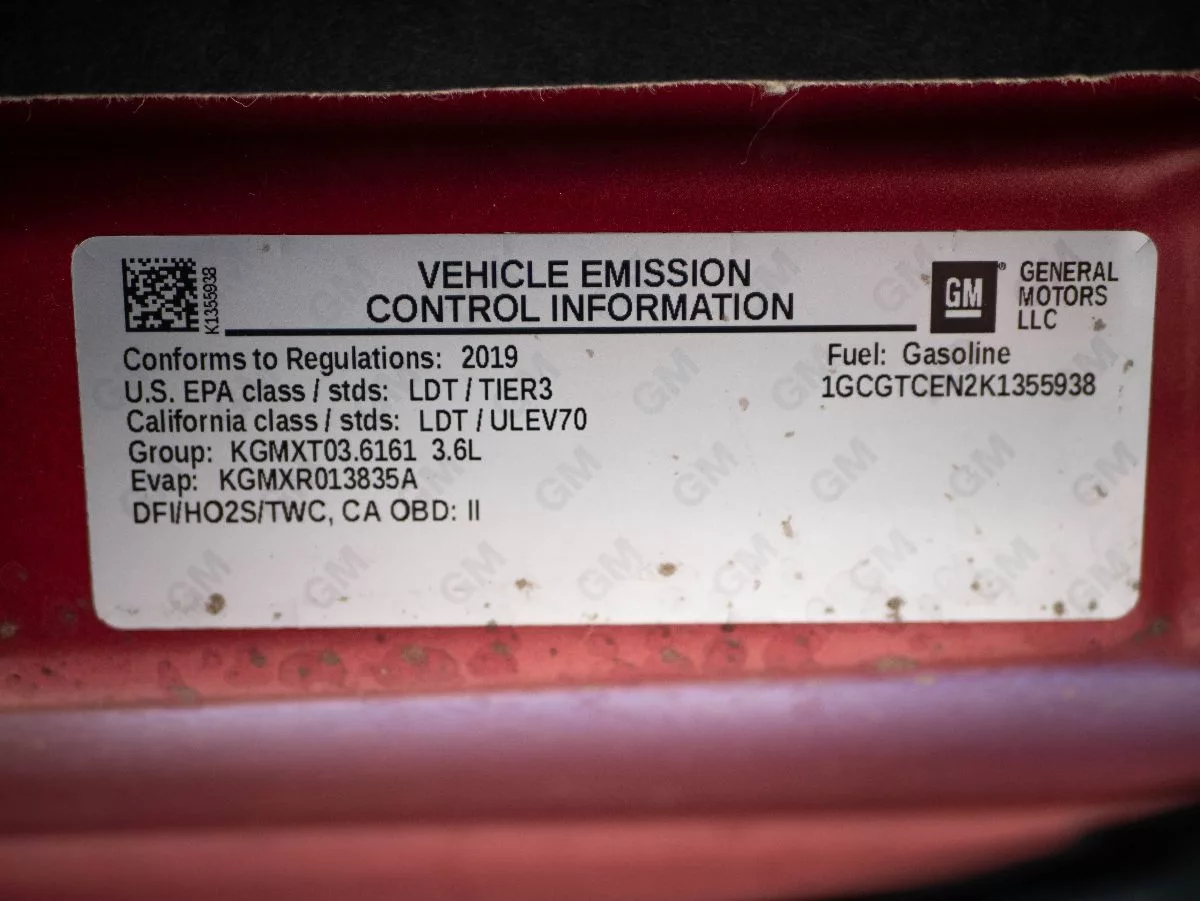 K1355938
VEHICLE EMISSION
CONTROL INFORMATION
GM
GENERAL
MOTORS
LLC
Conforms to Regulations: 2019
U.S. EPA class / stds: LDT / TIER3
California class / stds: LDT / ULEV70
Group: KGMXT03.6161 3.6L
Evap: KGMXR013835A
DFI/HO2S/TWC, CA OBD: II
Fuel: Gasoline
1GCGTCEN2K1355938